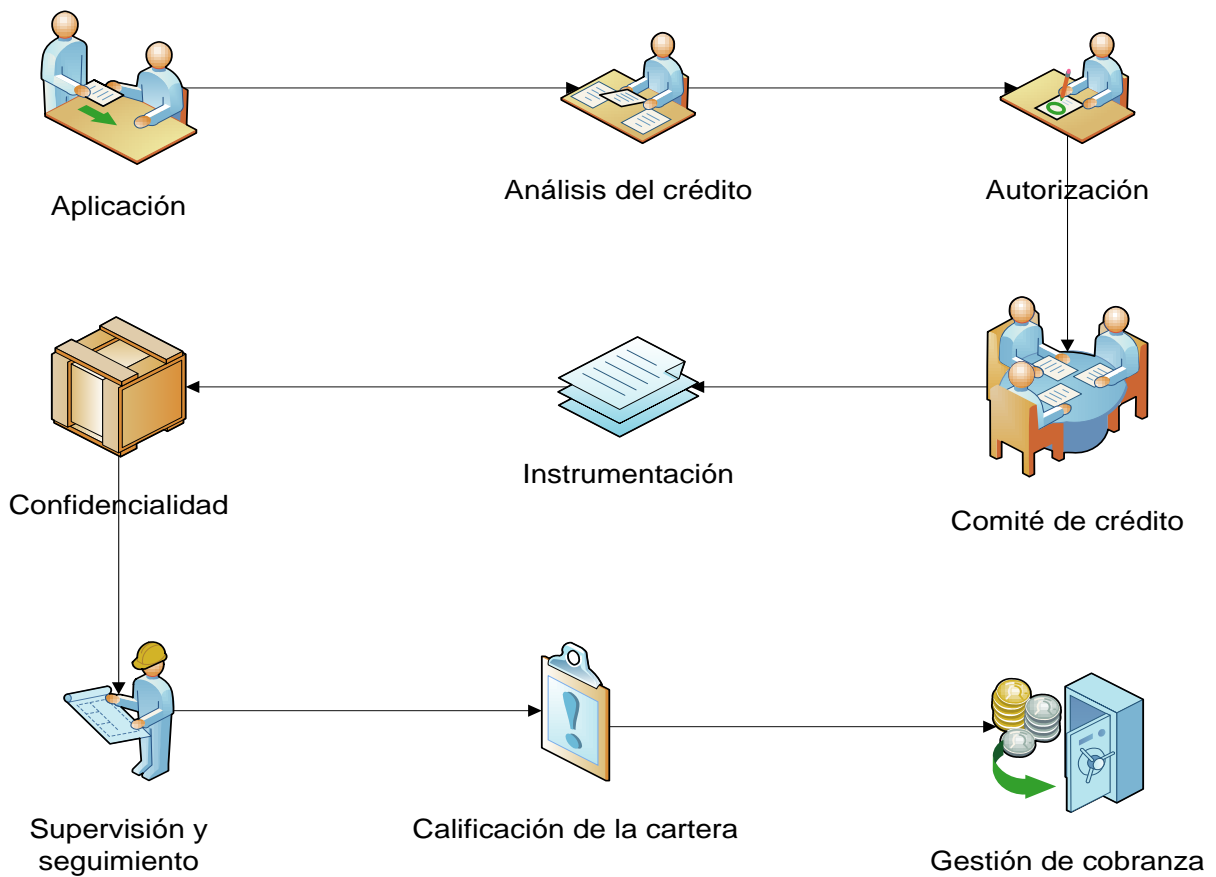 Aplicación
Análisis del crédito
Autorización
Confidencialidad
Instrumentación
Comité de crédito
Supervisión y
seguimiento
Calificación de la cartera
Gestión de cobranza